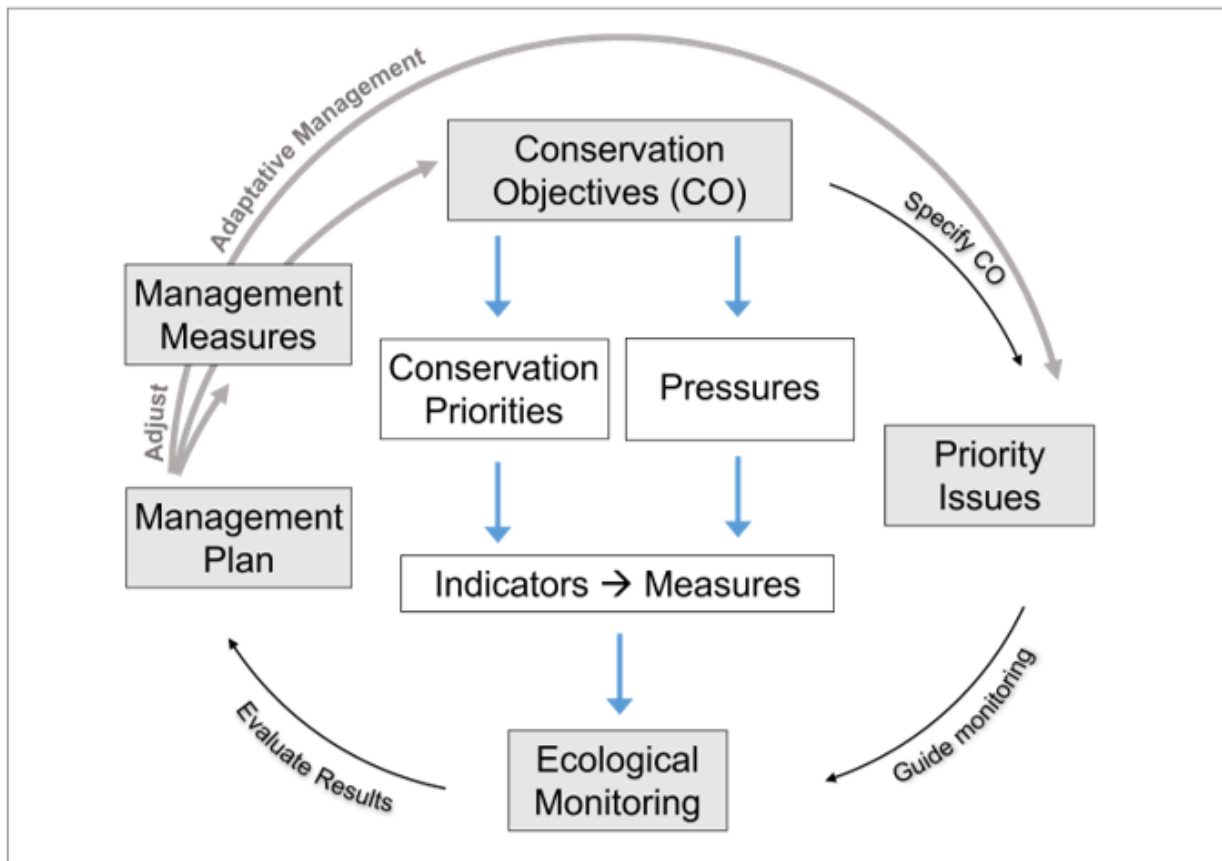 Adaptative Management
Conservation
Objectives (CO)
Specify CO
Management
Measures
Conservation
Priorities
Pressures
Adjust
Priority
Issues
Management
Plan
Indicators → Measures
Guide monitoring
Evaluate Results
Ecological
Monitoring